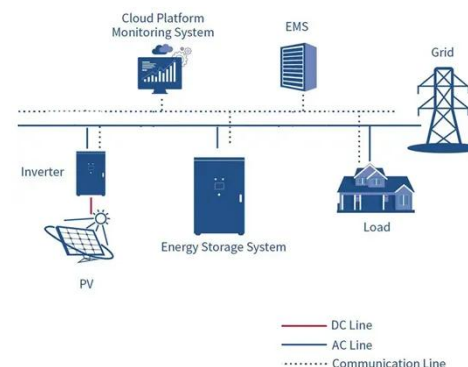 Cloud Platform
Monitoring System
EMS
Grid
Inverter
Energy Storage System
Load
PV
DC Line
AC Line
Communication Line